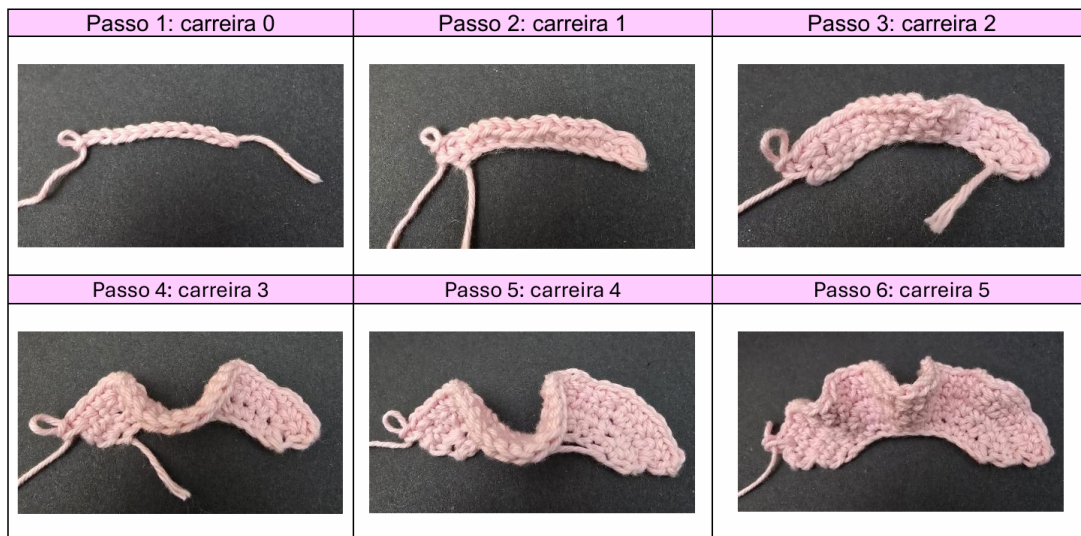 Passo 1: carreira 0
Passo 2: carreira 1
Passo 3: carreira 2
Passo 4: carreira 3
Passo 5: carreira 4
Passo 6: carreira 5